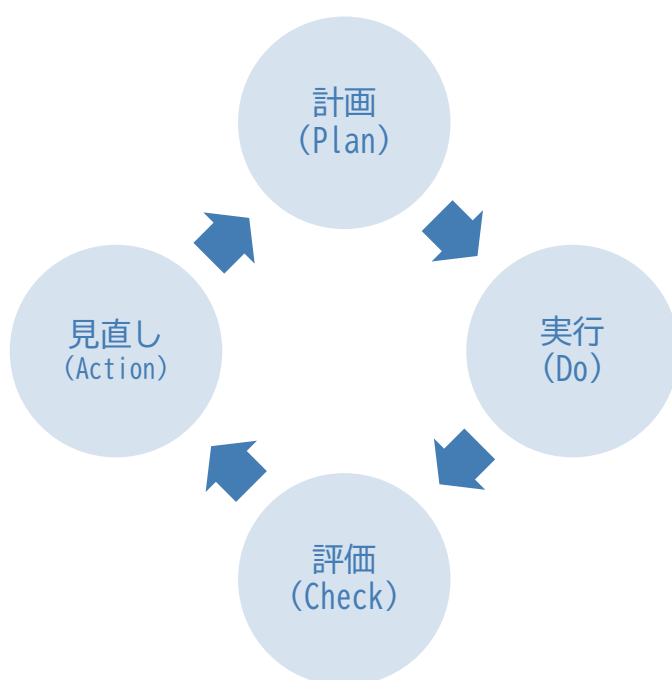 計画
(Plan)
実行
(Do)
評価
(Check)
見直し
(Action)